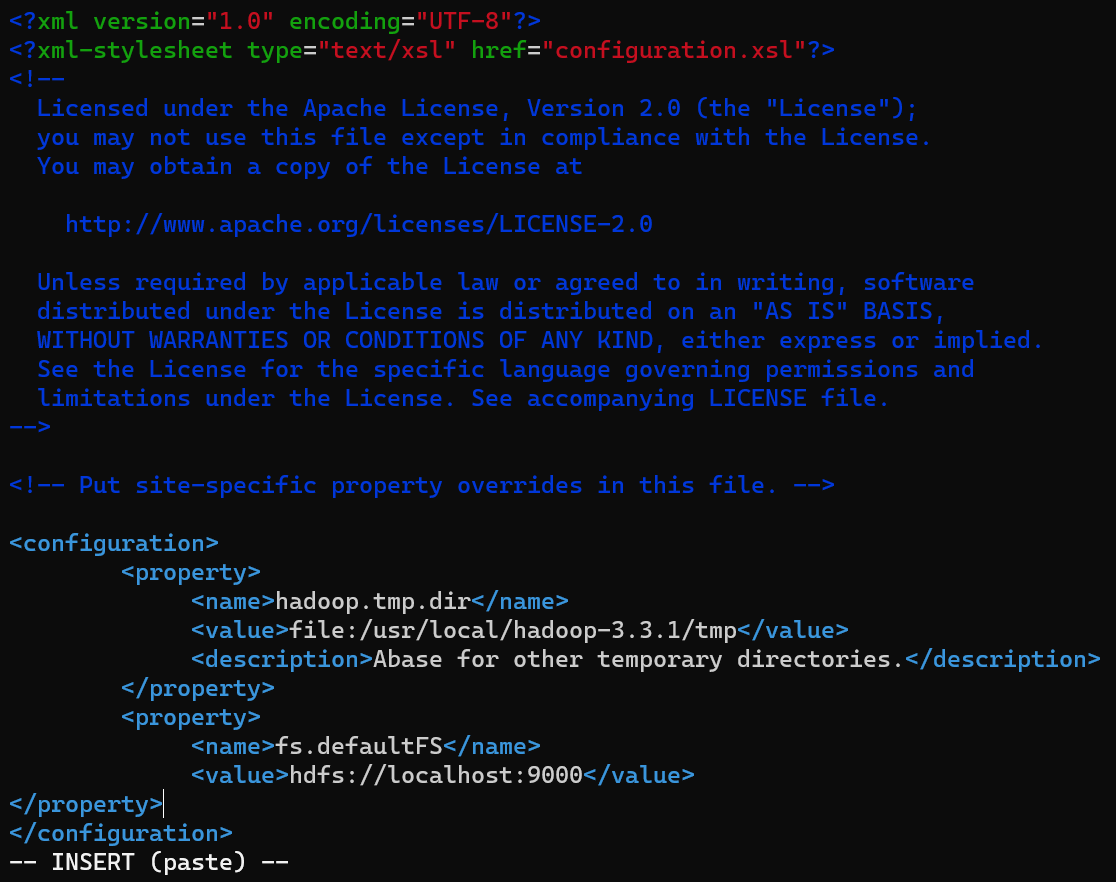 <?xml version="1.0" encoding="UTF-8"?>
<?xml-stylesheet type="text/xsl" href="configuration.xsl"?>
<!--
  Licensed under the Apache License, Version 2.0 (the "License");
  you may not use this file except in compliance with the License.
  You may obtain a copy of the License at

    http://www.apache.org/licenses/LICENSE-2.0

  Unless required by applicable law or agreed to in writing, software
  distributed under the License is distributed on an "AS IS" BASIS,
  WITHOUT WARRANTIES OR CONDITIONS OF ANY KIND, either express or implied.
  See the License for the specific language governing permissions and
  limitations under the License. See accompanying LICENSE file.
-->

<!-- Put site-specific property overrides in this file. -->

<configuration>
        <property>
             <name>hadoop.tmp.dir</name>
             <value>file:/usr/local/hadoop-3.3.1/tmp</value>
             <description>Abase for other temporary directories.</description>
        </property>
        <property>
             <name>fs.defaultFS</name>
             <value>hdfs://localhost:9000</value>
</property>
</configuration>
-- INSERT (paste) --